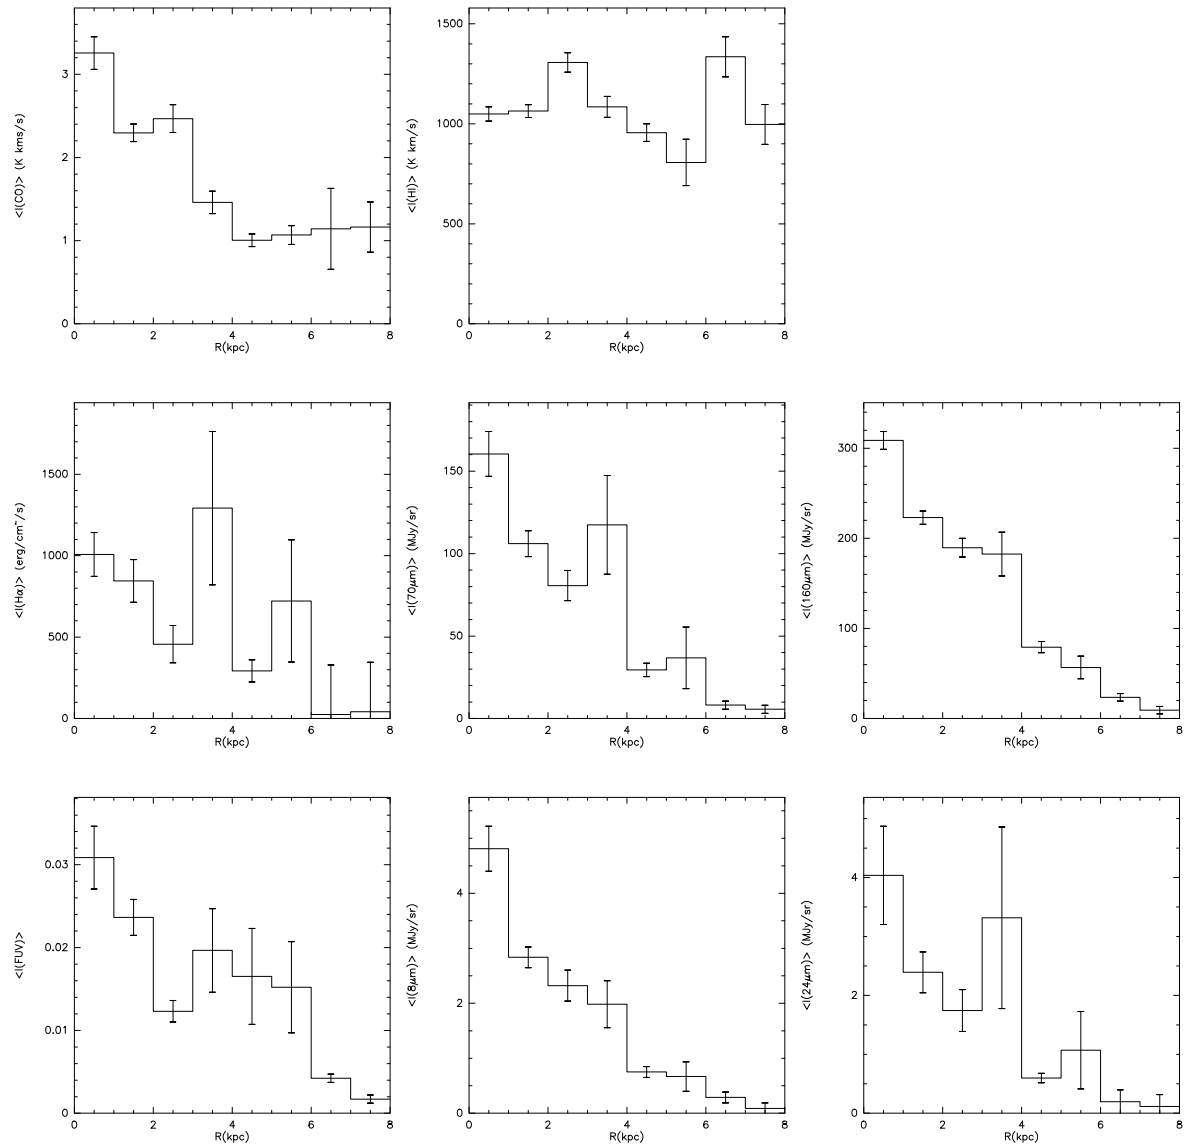 <I(CO)> (K kms/s)
3
2
1
0
0 2 4 6 8
R(kpc)
<I(HI)> (K km/s)
1500
1000
500
0
0 2 4 6 8
R(kpc)
<I(Hα)> (erg/cm~/s)
1500
1000
500
0
0 2 4 6 8
R(kpc)
<I(70μm)> (MJy/sr)
150
100
50
0
0 2 4 6 8
R(kpc)
<I(160μm)> (MJy/sr)
300
200
100
0
0 2 4 6 8
R(kpc)
<I(FUV)>
0.03
0.02
0.01
0
0 2 4 6 8
R(kpc)
<I(8μm)> (MJy/sr)
4
2
0
0 2 4 6 8
R(kpc)
<I(24μm)> (MJy/sr)
4
2
0
0 2 4 6 8
R(kpc)